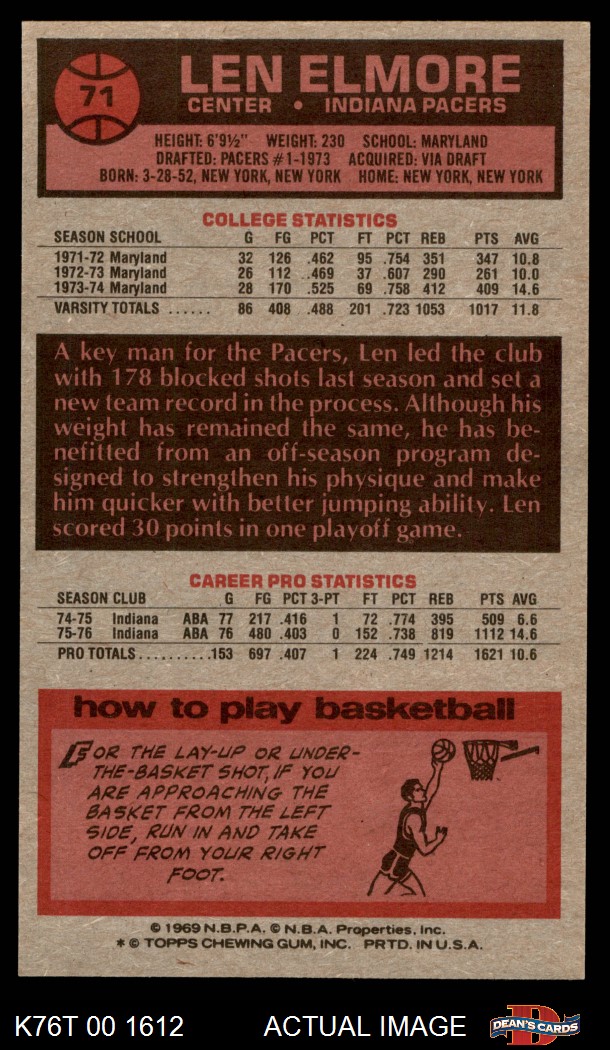 71
LEN ELMORE
CENTER • INDIANA PACERS
HEIGHT: 6'9½" WEIGHT: 230 SCHOOL: MARYLAND
DRAFTED: PACERS #1-1973 ACQUIRED: VIA DRAFT
BORN: 3-28-52, NEW YORK, NEW YORK HOME: NEW YORK, NEW YORK
COLLEGE STATISTICS
SEASON SCHOOL G FG PCT FT PCT REB PTS AVG
1971-72 Maryland 32 126 .462 95 .754 351 347 10.8
1972-73 Maryland 26 112 .469 37 .607 290 261 10.0
1973-74 Maryland 28 170 .525 69 .758 412 409 14.6
VARSITY TOTALS ...... 86 408 .488 201 .723 1053 1017 11.8
A key man for the Pacers, Len led the club
with 178 blocked shots last season and set a
new team record in the process. Although his
weight has remained the same, he has be-
nefitted from an off-season program de-
signed to strengthen his physique and make
him quicker with better jumping ability. Len
scored 30 points in one playoff game.
CAREER PRO STATISTICS
SEASON CLUB G FG PCT 3-PT FT PCT REB PTS AVG
74-75 Indiana ABA 77 217 .416 1 72 .774 395 509 6.6
75-76 Indiana ABA 76 480 .403 0 152 .738 819 1112 14.6
PRO TOTALS..........153 697 .407 1 224 .749 1214 1621 10.6
how to play basketball
FOR THE LAY-UP OR UNDER-
THE-BASKET SHOT, IF YOU
ARE APPROACHING THE
BASKET FROM THE LEFT
SIDE, RUN IN AND TAKE
OFF FROM YOUR RIGHT
FOOT.
© 1969 N.B.P.A. © N.B.A. Properties, Inc.
* © TOPPS CHEWING GUM, INC. PRTD. IN U.S.A.
K76T 00 1612 ACTUAL IMAGE
D
DEAN'S CARDS